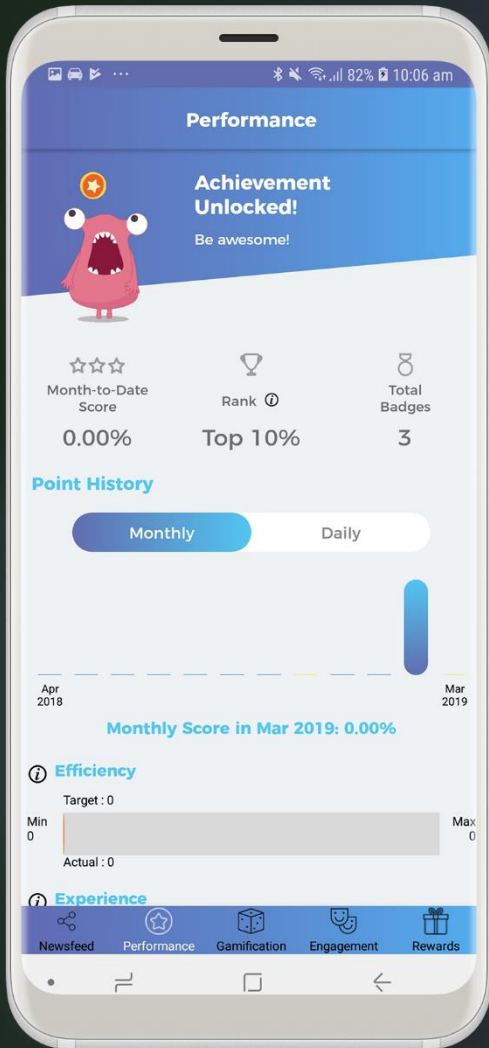 82% 10:06 am
Performance
Achievement
Unlocked!
Be awesome!
Month-to-Date
Score
0.00%
Rank
Top 10%
Total
Badges
3
Point History
Monthly Daily
Apr
2018
Mar
2019
Monthly Score in Mar 2019: 0.00%
Efficiency
Target : 0
Min
0
Max
0
Actual : 0
Experience
Newsfeed Performance Gamification Engagement Rewards